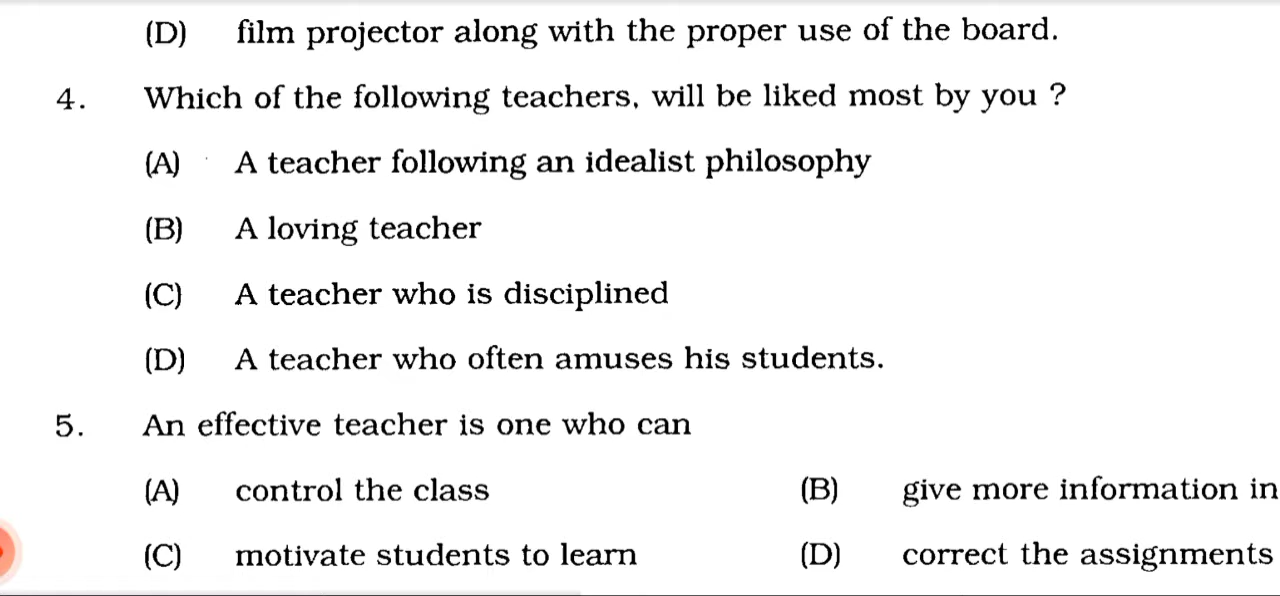 (D) film projector along with the proper use of the board.
4. Which of the following teachers, will be liked most by you ?
(A) A teacher following an idealist philosophy
(B) A loving teacher
(C) A teacher who is disciplined
(D) A teacher who often amuses his students.
5. An effective teacher is one who can
(A) control the class (B) give more information in
(C) motivate students to learn (D) correct the assignments